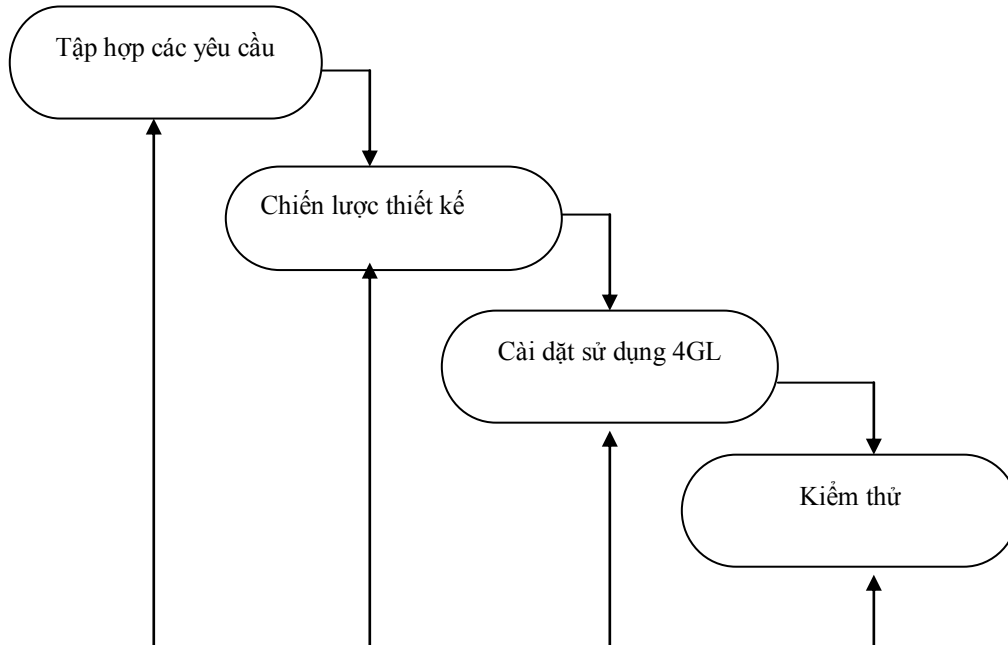 Tập hợp các yêu cầu
Chiến lược thiết kế
Cài dặt sử dụng 4GL
Kiểm thử